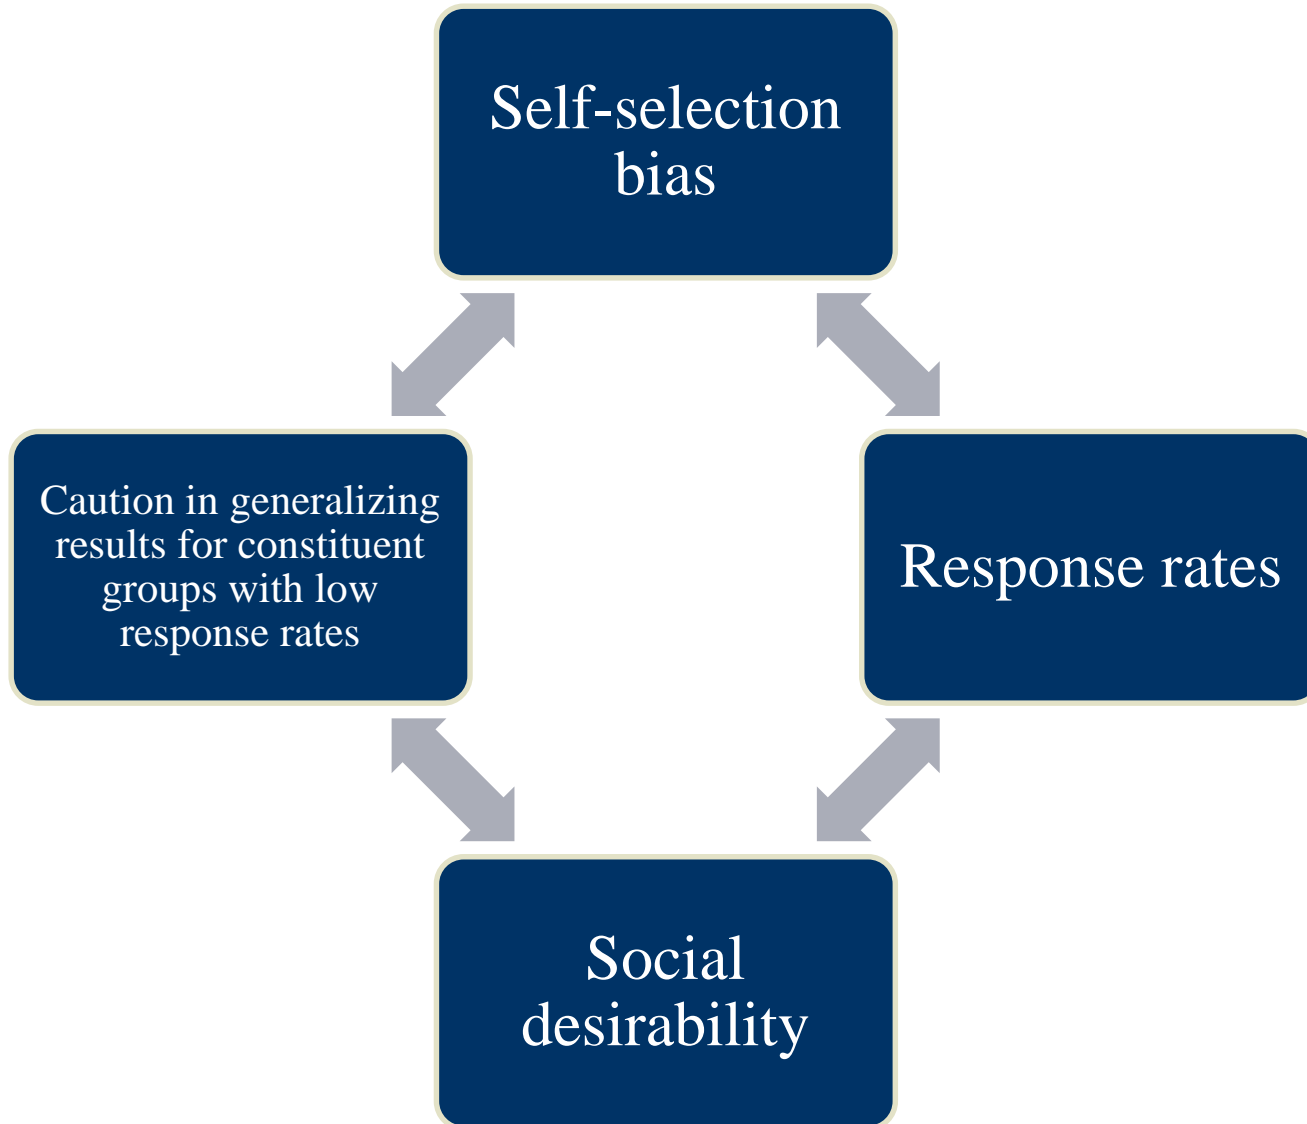 Self-selection
bias
Caution in generalizing
results for constituent
groups with low
response rates
Response rates
Social
desirability